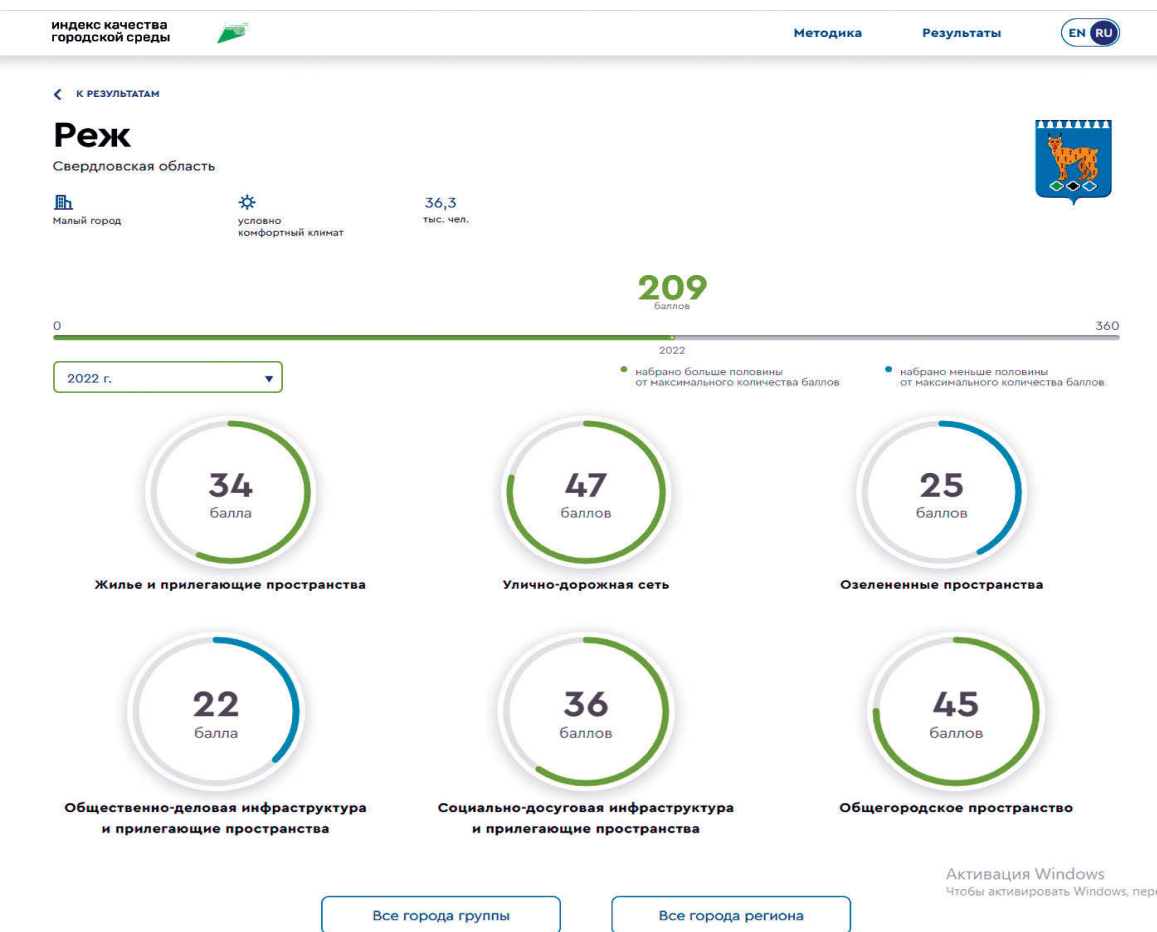 индекс качества
городской среды
Методика
Результаты
EN RU
К РЕЗУЛЬТАТАМ
Реж
Свердловская область
Малый город
условно
комфортный климат
36,3
тыс. чел.
209
баллов
0
360
2022
2022 г.
набрано больше половины
от максимального количества баллов
набрано меньше половины
от максимального количества баллов
34
балла
Жилье и прилегающие пространства
47
баллов
Улично-дорожная сеть
25
баллов
Озелененные пространства
22
балла
Общественно-деловая инфраструктура
и прилегающие пространства
36
баллов
Социально-досуговая инфраструктура
и прилегающие пространства
45
баллов
Общегородское пространство
Активация Windows
Чтобы активировать Windows, пере
Все города группы
Все города региона